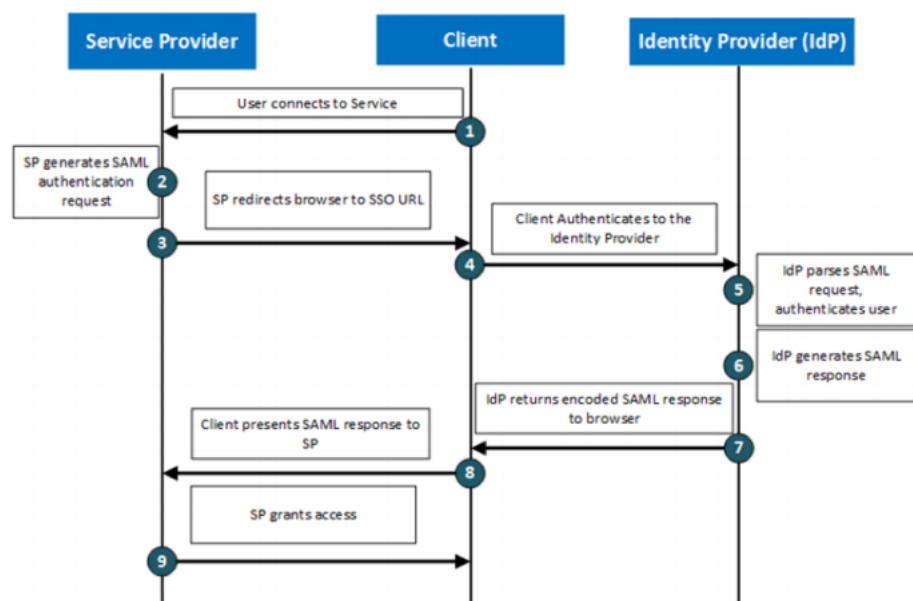 Service Provider
Client
Identity Provider (IdP)
User connects to Service
1
SP generates SAML
authentication
request
2
SP redirects browser to SSO URL
3
Client Authenticates to the
Identity Provider
4
5
IdP parses SAML
request,
authenticates user
6
IdP generates SAML
response
IdP returns encoded SAML response
to browser
7
Client presents SAML response to
SP
8
SP grants access
9